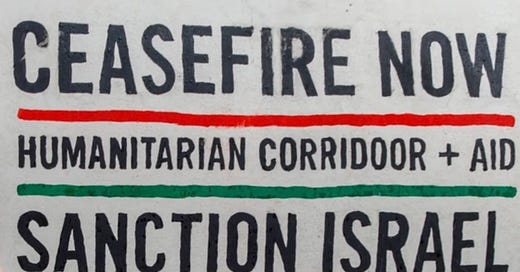 CEASEFIRE NOW
HUMANITARIAN CORRIDOOR + AID
SANCTION ISRAEL